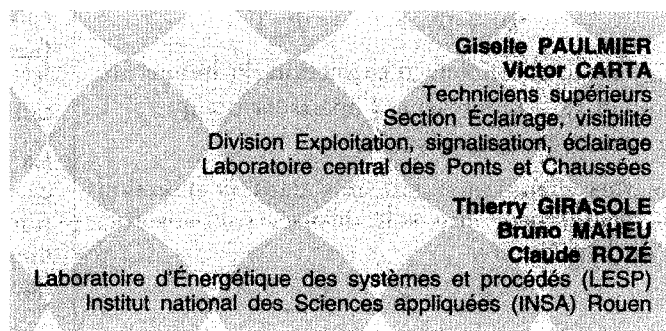 Giselle PAULMIER
Victor CARTA
Techniciens supérieurs
Section Éclairage, visibilité
Division Exploitation, signalisation, éclairage
Laboratoire central des Ponts et Chaussées
Thierry GIRASOLE
Bruno MAHEU
Claude ROZÉ
Laboratoire d'Énergétique des systèmes et procédés (LESP)
Institut national des Sciences appliquées (INSA) Rouen